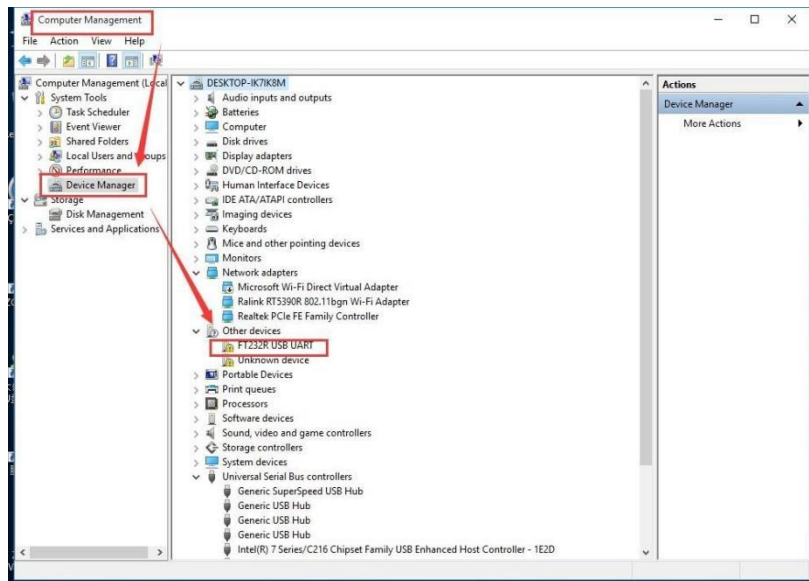 Computer Management
File Action View Help
Computer Management (Local
System Tools
Task Scheduler
Event Viewer
Shared Folders
Local Users and Groups
Performance
Device Manager
Storage
Disk Management
Services and Applications
DESKTOP-IK7IK8M
Audio inputs and outputs
Batteries
Computer
Disk drives
Display adapters
DVD/CD-ROM drives
Human Interface Devices
IDE ATA/ATAPI controllers
Imaging devices
Keyboards
Mice and other pointing devices
Monitors
Network adapters
Microsoft Wi-Fi Direct Virtual Adapter
Ralink RT5390R 802.11bgn Wi-Fi Adapter
Realtek PCIe FE Family Controller
Other devices
FT232R USB UART
Unknown device
Portable Devices
Print queues
Processors
Software devices
Sound, video and game controllers
Storage controllers
System devices
Universal Serial Bus controllers
Generic SuperSpeed USB Hub
Generic USB Hub
Generic USB Hub
Generic USB Hub
Intel(R) 7 Series/C216 Chipset Family USB Enhanced Host Controller - 1E2D
Actions
Device Manager
More Actions